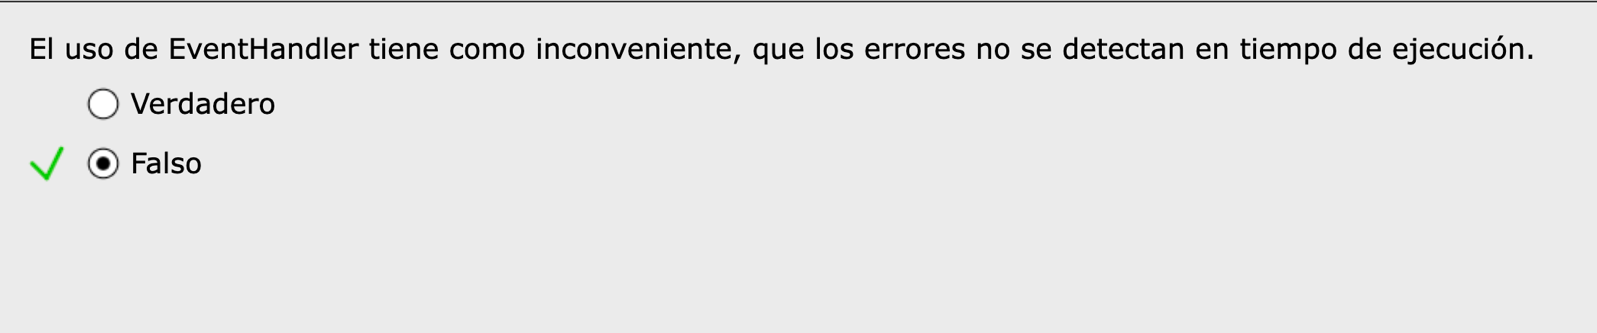 El uso de EventHandler tiene como inconveniente, que los errores no se detectan en tiempo de ejecución.
Verdadero
Falso